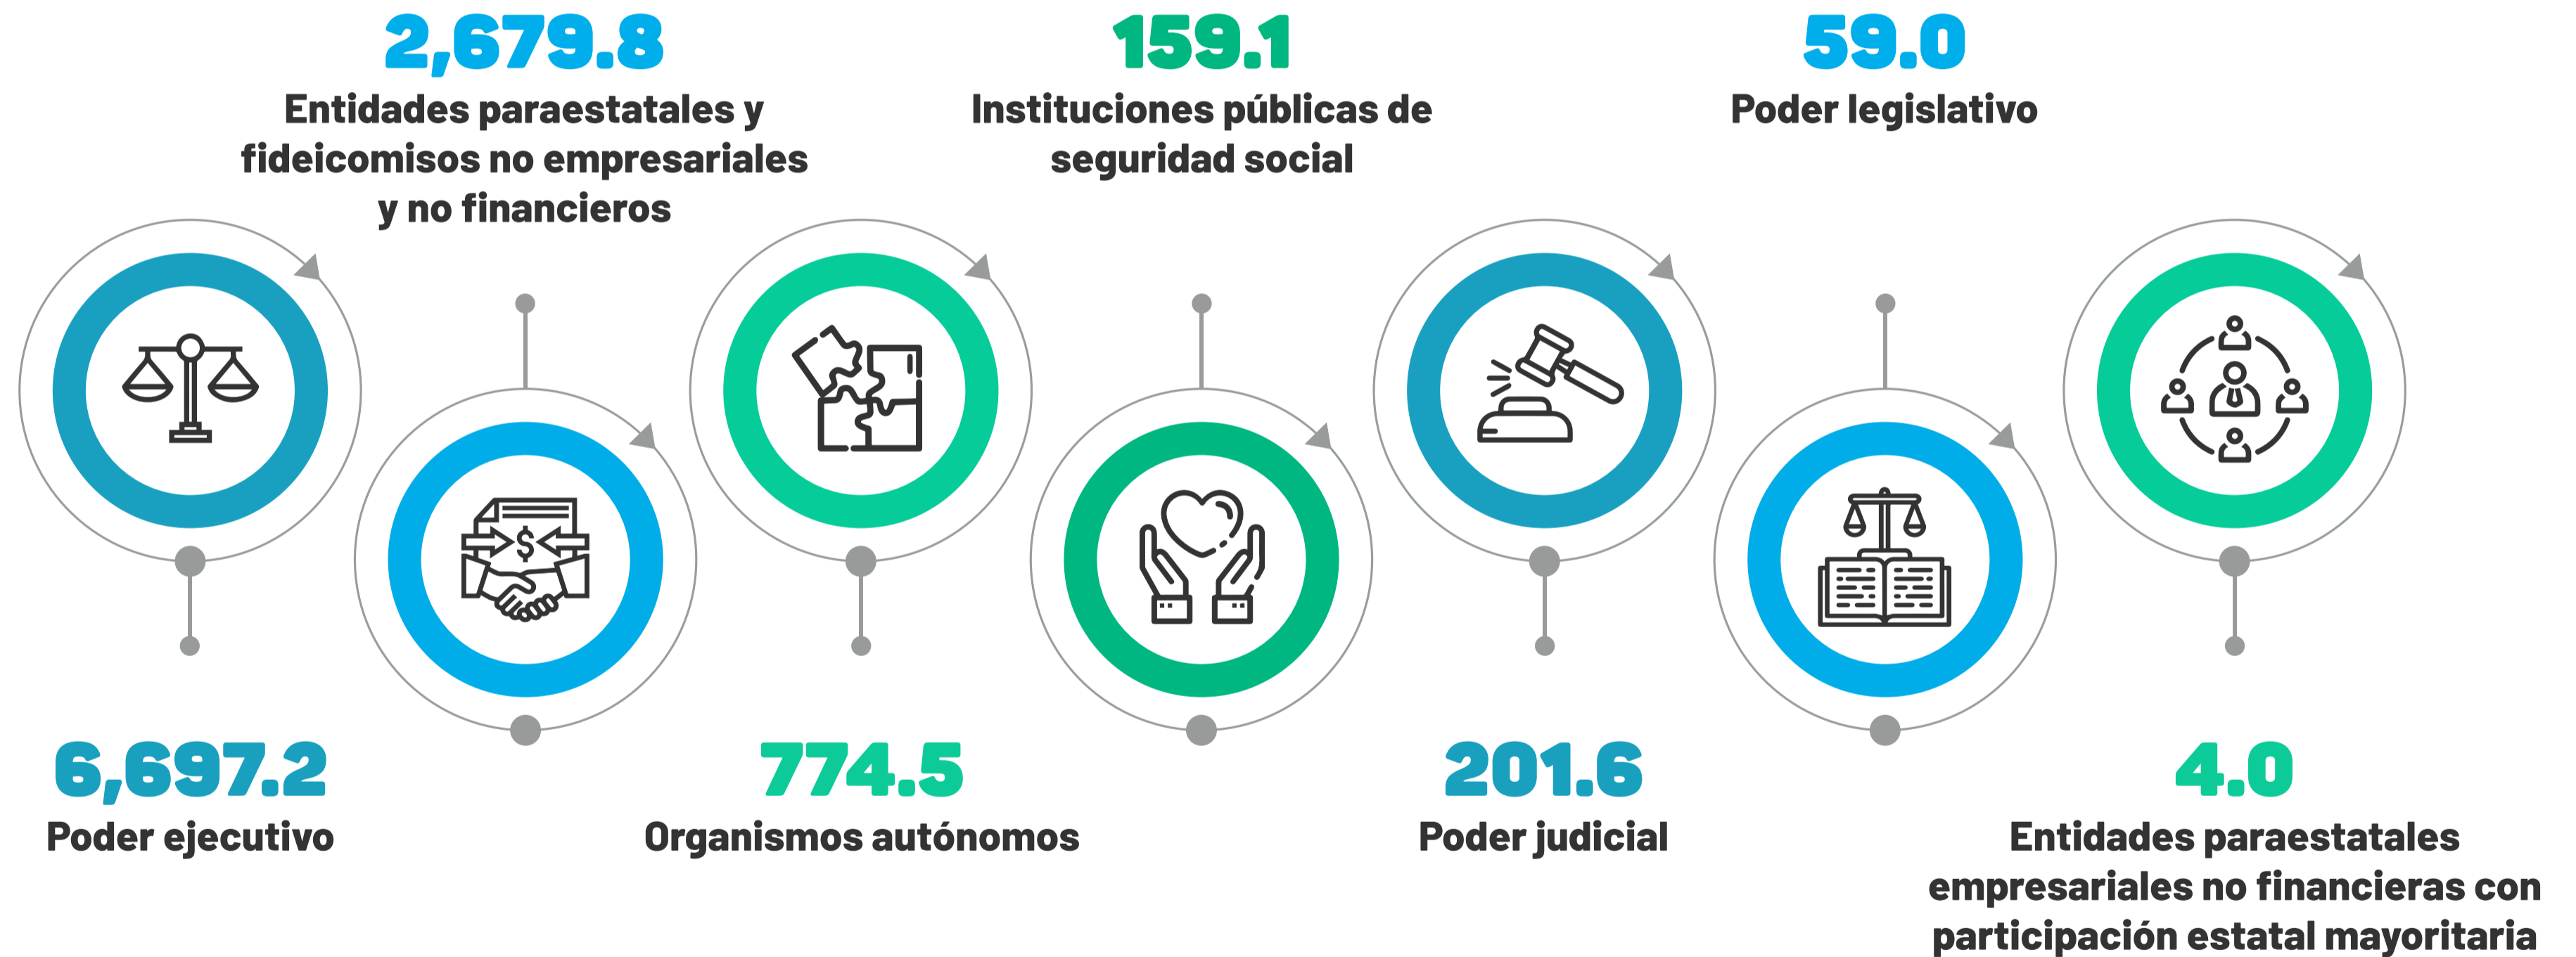 2,679.8
Entidades paraestatales y
fideicomisos no empresariales
y no financieros
159.1
Instituciones públicas de
seguridad social
59.0
Poder legislativo
$
6,697.2
Poder ejecutivo
774.5
Organismos autónomos
201.6
Poder judicial
4.0
Entidades paraestatales
empresariales no financieras con
participación estatal mayoritaria